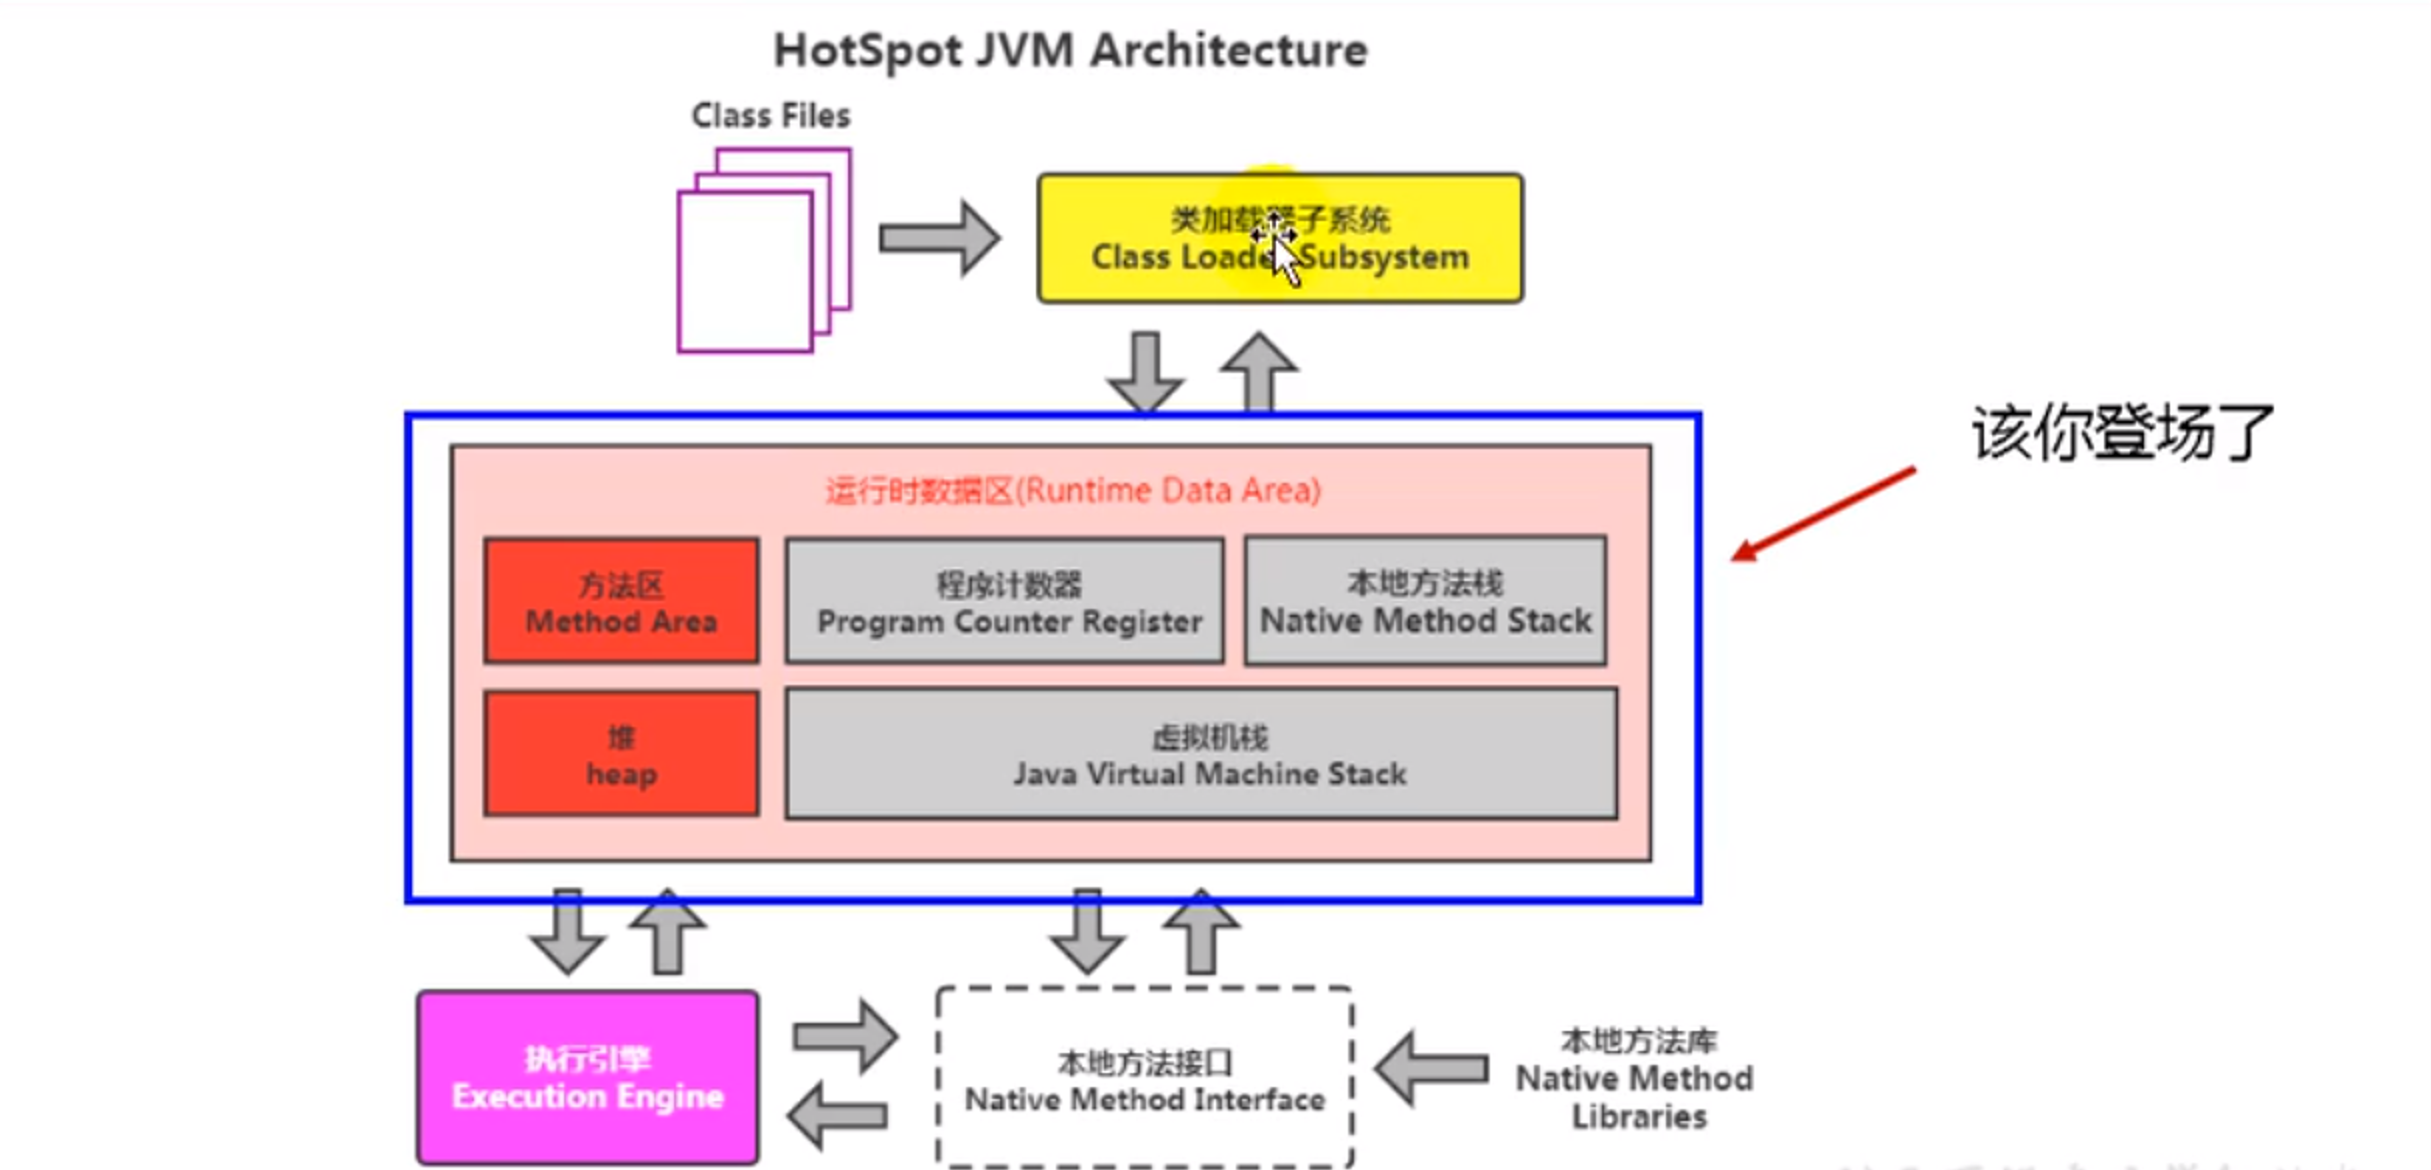 HotSpot JVM Architecture
Class Files
类加载器子系统
Class Loader Subsystem
该你登场了
运行时数据区(Runtime Data Area)
方法区
Method Area
程序计数器
Program Counter Register
本地方法栈
Native Method Stack
堆
heap
虚拟机栈
Java Virtual Machine Stack
执行引擎
Execution Engine
本地方法接口
Native Method Interface
本地方法库
Native Method
Libraries